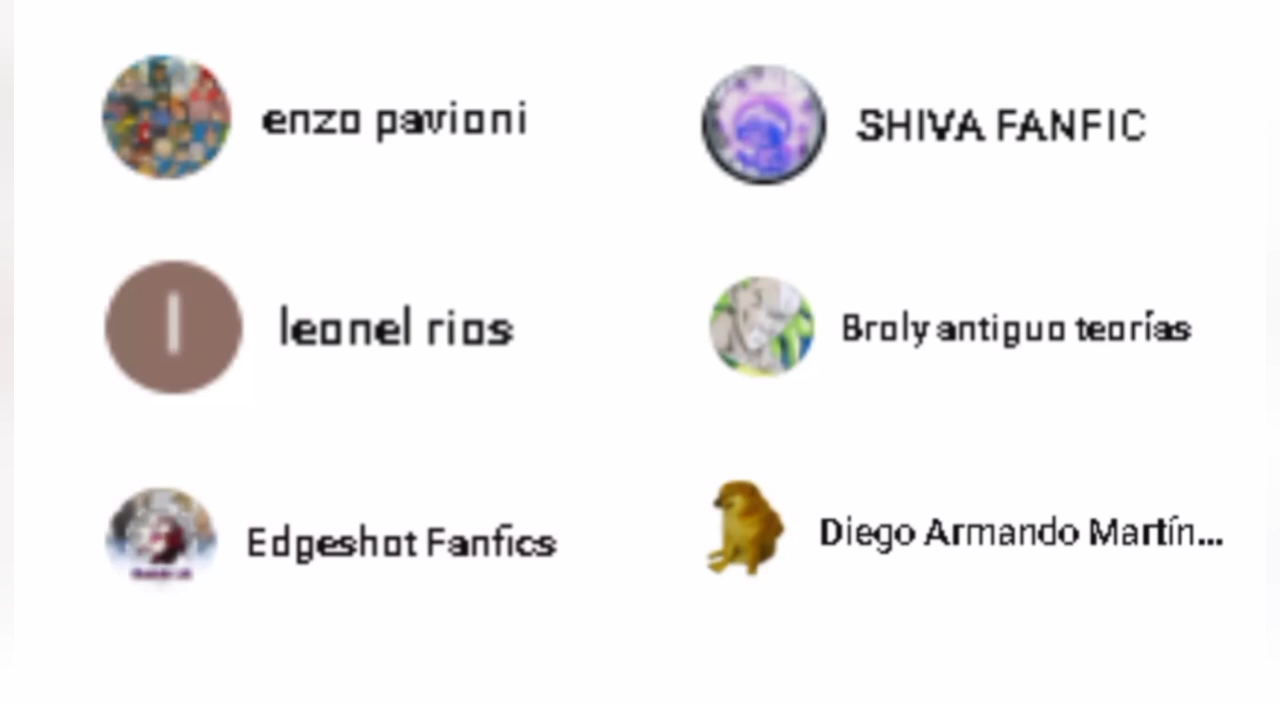 enzo pavioni
SHIVA FANFIC
l
leonel rios
Broly antiguo teorías
Edgeshot Fanfics
Diego Armando Martín...